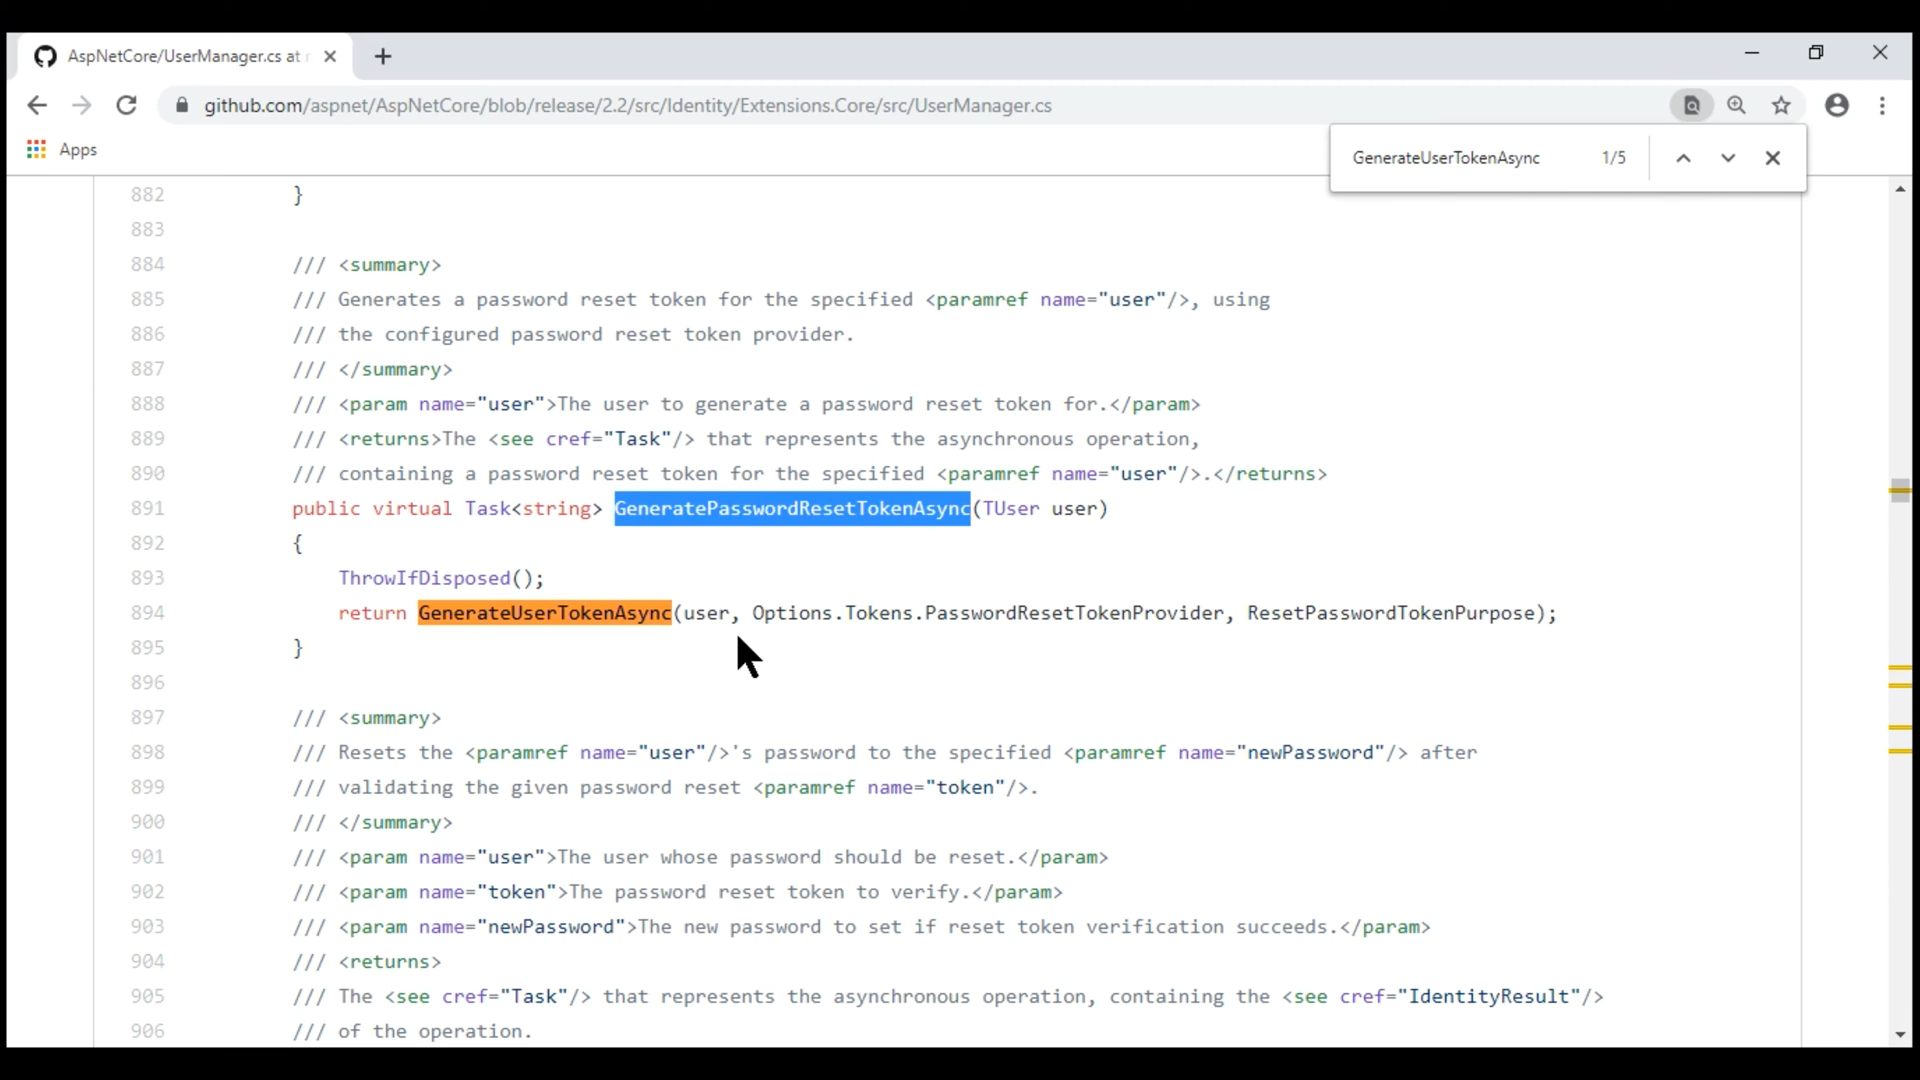 AspNetCore/UserManager.cs at r
github.com/aspnet/AspNetCore/blob/release/2.2/src/Identity/Extensions.Core/src/UserManager.cs
Apps
GenerateUserTokenAsync 1/5
882 }
883
884 /// <summary>
885 /// Generates a password reset token for the specified <paramref name="user"/>, using
886 /// the configured password reset token provider.
887 /// </summary>
888 /// <param name="user">The user to generate a password reset token for.</param>
889 /// <returns>The <see cref="Task"/> that represents the asynchronous operation,
890 /// containing a password reset token for the specified <paramref name="user"/>.</returns>
891 public virtual Task<string> GeneratePasswordResetTokenAsync(TUser user)
892 {
893 ThrowIfDisposed();
894 return GenerateUserTokenAsync(user, Options.Tokens.PasswordResetTokenProvider, ResetPasswordTokenPurpose);
895 }
896
897 /// <summary>
898 /// Resets the <paramref name="user"/>'s password to the specified <paramref name="newPassword"/> after
899 /// validating the given password reset <paramref name="token"/>.
900 /// </summary>
901 /// <param name="user">The user whose password should be reset.</param>
902 /// <param name="token">The password reset token to verify.</param>
903 /// <param name="newPassword">The new password to set if reset token verification succeeds.</param>
904 /// <returns>
905 /// The <see cref="Task"/> that represents the asynchronous operation, containing the <see cref="IdentityResult"/>
906 /// of the operation.